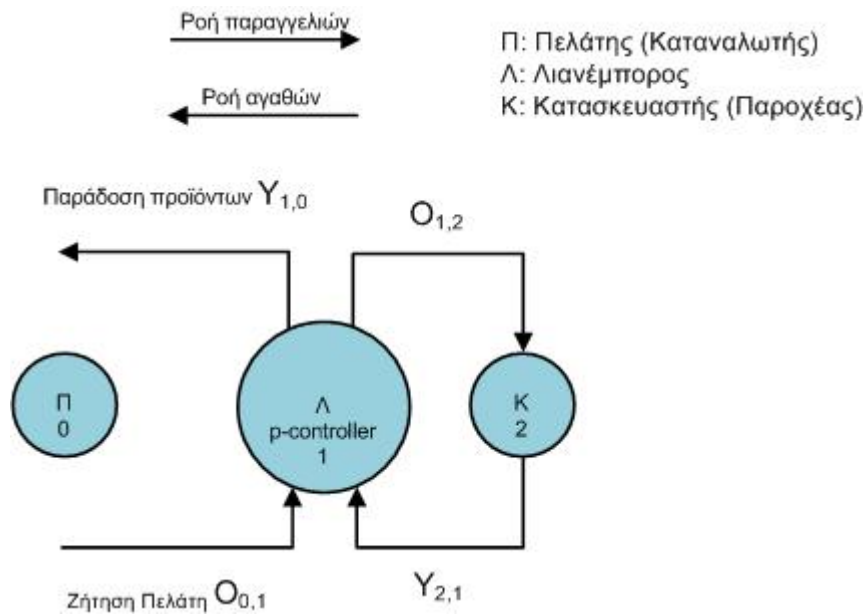 Ροή παραγγελιών
Ροή αγαθών
Π: Πελάτης (Καταναλωτής)
Λ: Λιανέμπορος
Κ: Κατασκευαστής (Παροχέας)
Παράδοση προϊόντων Y1,0
O1,2
Π
0
Λ
p-controller
1
Κ
2
Ζήτηση Πελάτη O0,1
Y2,1